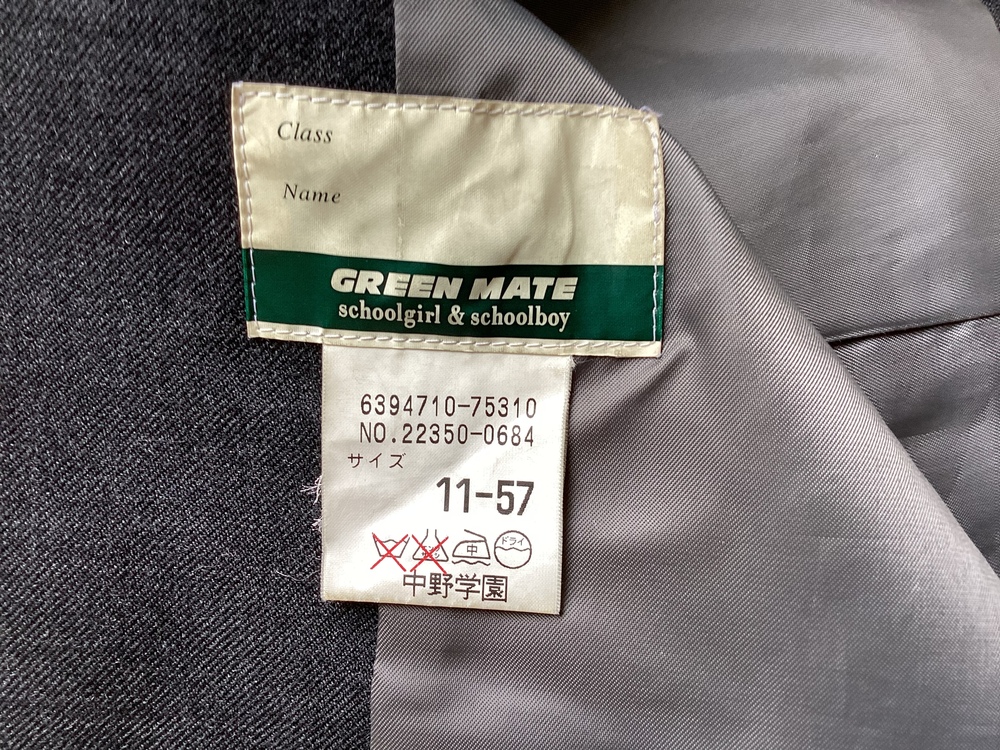 Class
Name
GREEN MATE
schoolgirl & schoolboy
6394710-75310
NO.22350-0684
サイズ
11-57
中 ドライ
中野学園